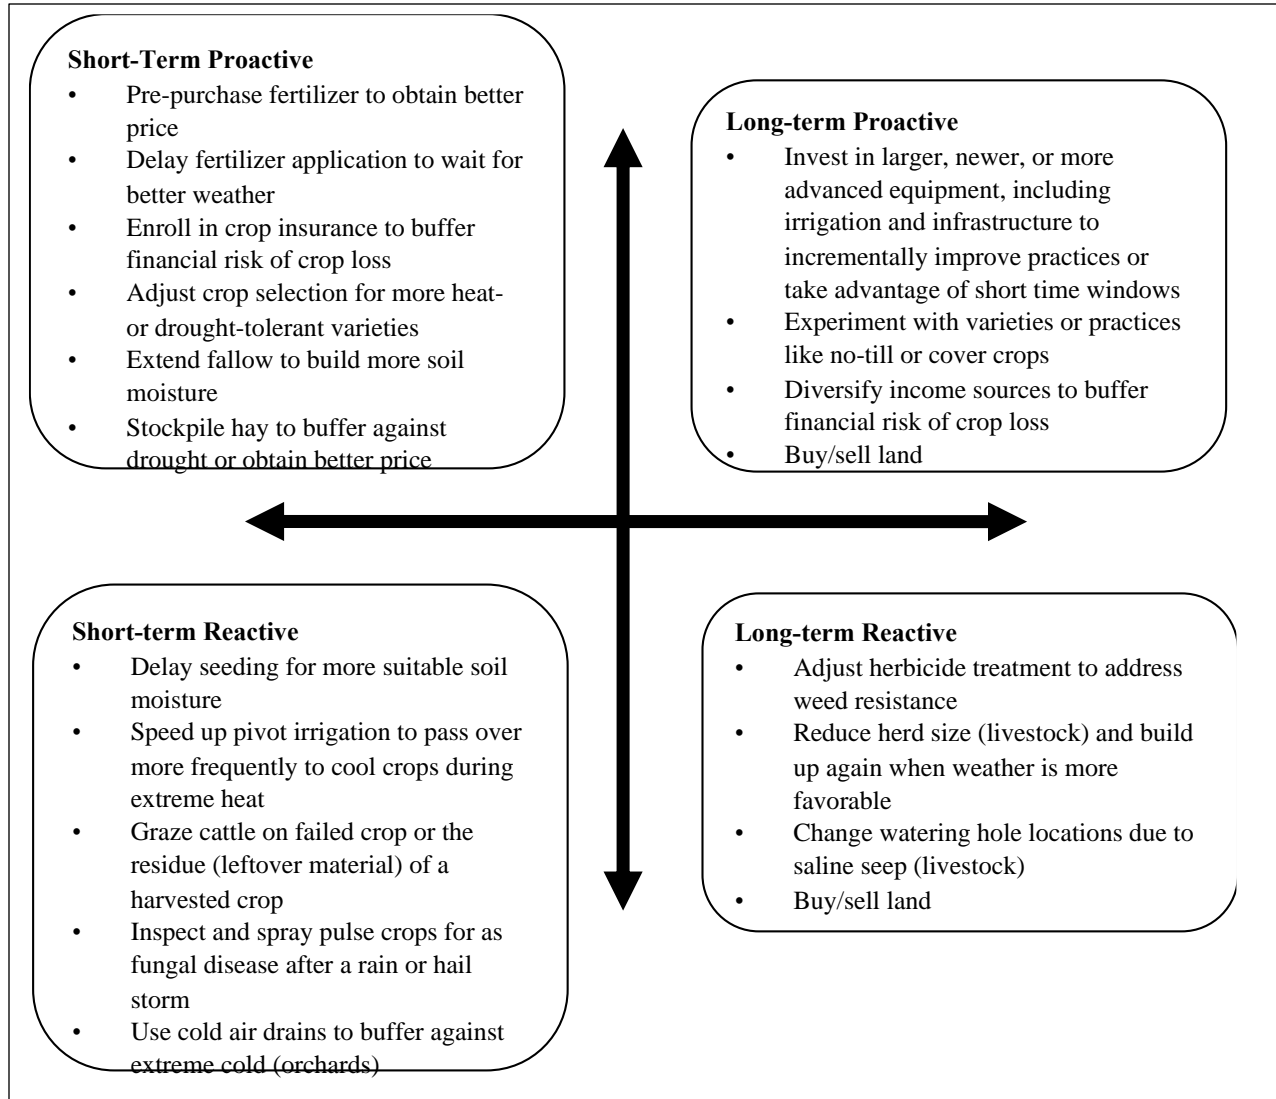 Short-Term Proactive
• Pre-purchase fertilizer to obtain better
price
• Delay fertilizer application to wait for
better weather
• Enroll in crop insurance to buffer
financial risk of crop loss
• Adjust crop selection for more heat-
or drought-tolerant varieties
• Extend fallow to build more soil
moisture
• Stockpile hay to buffer against
drought or obtain better price
Long-term Proactive
• Invest in larger, newer, or more
advanced equipment, including
irrigation and infrastructure to
incrementally improve practices or
take advantage of short time windows
• Experiment with varieties or practices
like no-till or cover crops
• Diversify income sources to buffer
financial risk of crop loss
• Buy/sell land
Short-term Reactive
• Delay seeding for more suitable soil
moisture
• Speed up pivot irrigation to pass over
more frequently to cool crops during
extreme heat
• Graze cattle on failed crop or the
residue (leftover material) of a
harvested crop
• Inspect and spray pulse crops for as
fungal disease after a rain or hail
storm
• Use cold air drains to buffer against
extreme cold (orchards)
Long-term Reactive
• Adjust herbicide treatment to address
weed resistance
• Reduce herd size (livestock) and build
up again when weather is more
favorable
• Change watering hole locations due to
saline seep (livestock)
• Buy/sell land